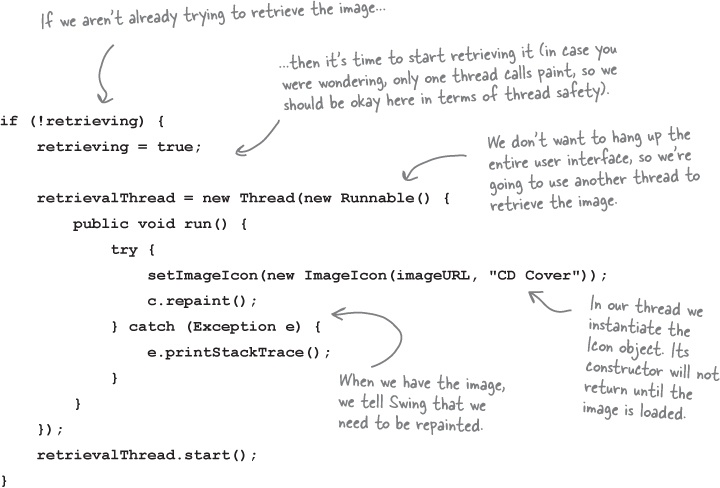 If we aren't already trying to retrieve the image...
...then it's time to start retrieving it (in case you
were wondering, only one thread calls paint, so we
should be okay here in terms of thread safety).
if (!retrieving) {
retrieving = true;
We don't want to hang up the
entire user interface, so we're
going to use another thread to
retrieve the image.
retrievalThread = new Thread(new Runnable() {
public void run() {
try {
setImageIcon(new ImageIcon(imageURL, "CD Cover"));
c.repaint();
} catch (Exception e) {
e.printStackTrace();
}
}
});
retrievalThread.start();
}
In our thread we
instantiate the
Icon object. Its
constructor will not
return until the
image is loaded.
When we have the image,
we tell Swing that we
need to be repainted.